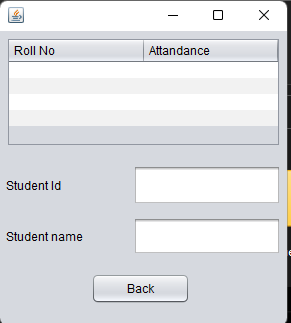 Roll No Attandance
Student Id
Student name
Back